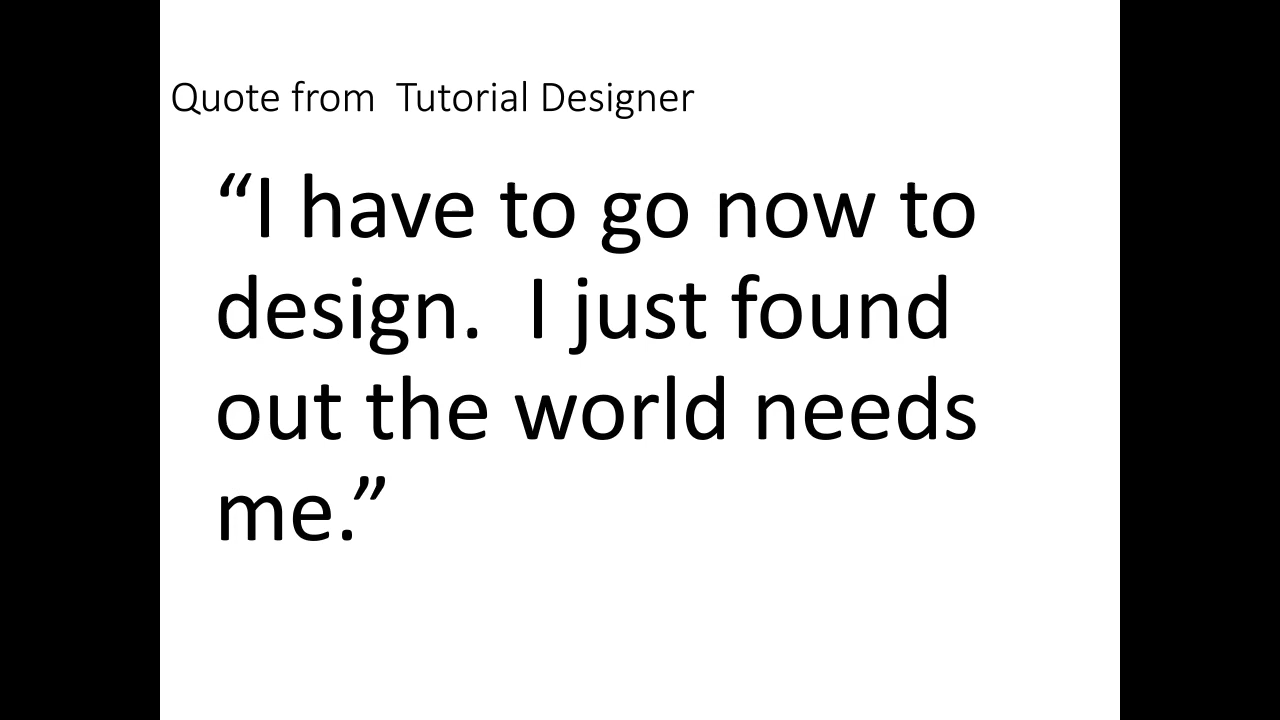 Quote from  Tutorial Designer
“I have to go now to
design.  I just found
out the world needs
me.”